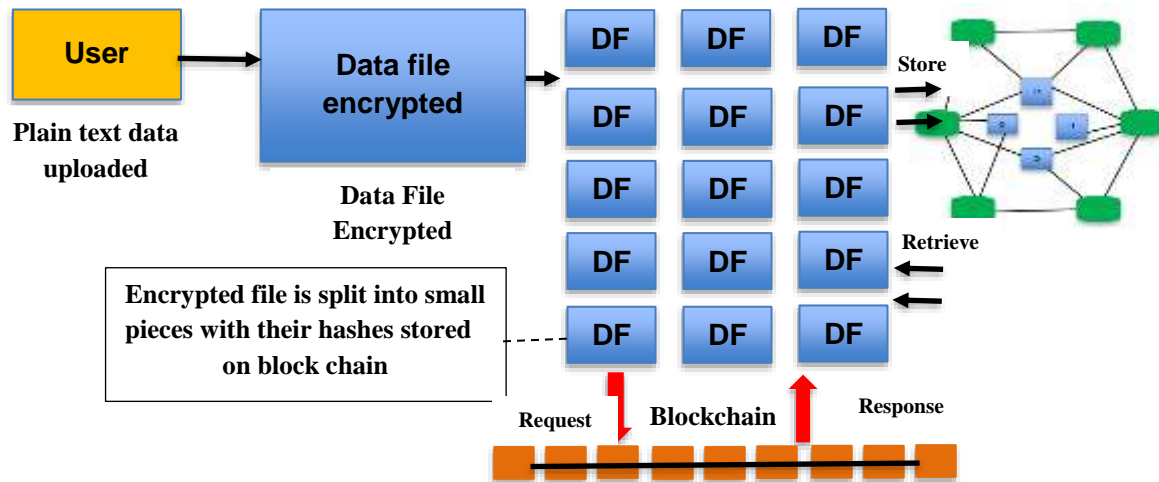 User
Plain text data
uploaded
Data file
encrypted
Data File
Encrypted
DF DF DF
DF DF DF
DF DF DF
DF DF DF
DF DF DF
Store
Retrieve
Encrypted file is split into small
pieces with their hashes stored
on block chain
Request
Blockchain
Response